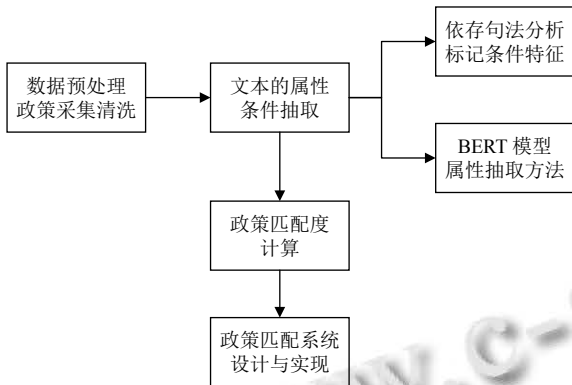 数据预处理
政策采集清洗
文本的属性
条件抽取
依存句法分析
标记条件特征
BERT 模型
属性抽取方法
政策匹配度
计算
政策匹配系统
设计与实现